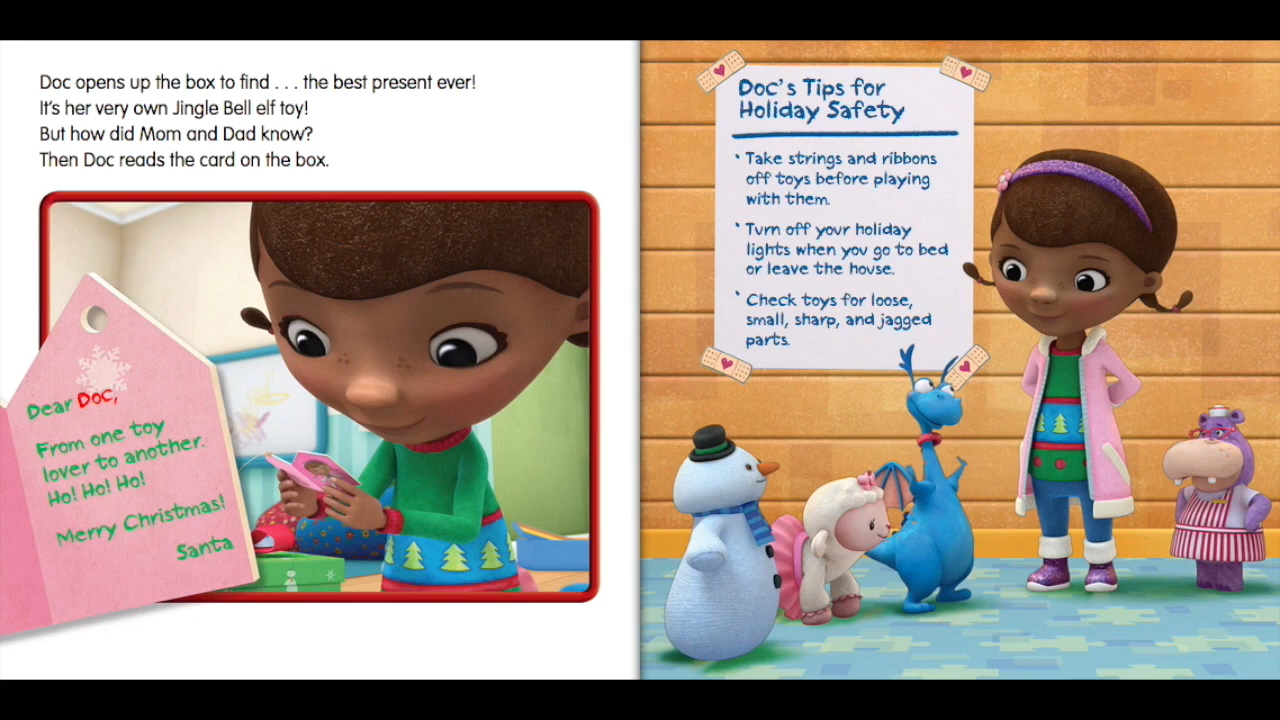 Doc opens up the box to find . . . the best present ever!
It's her very own Jingle Bell elf toy!
But how did Mom and Dad know?
Then Doc reads the card on the box.
Dear Doc,
From one toy
lover to another.
Ho! Ho! Ho!
Merry Christmas!
Santa
Doc's Tips for
Holiday Safety
• Take strings and ribbons
off toys before playing
with them.
• Turn off your holiday
lights when you go to bed
or leave the house.
• Check toys for loose,
small, sharp, and jagged
parts.